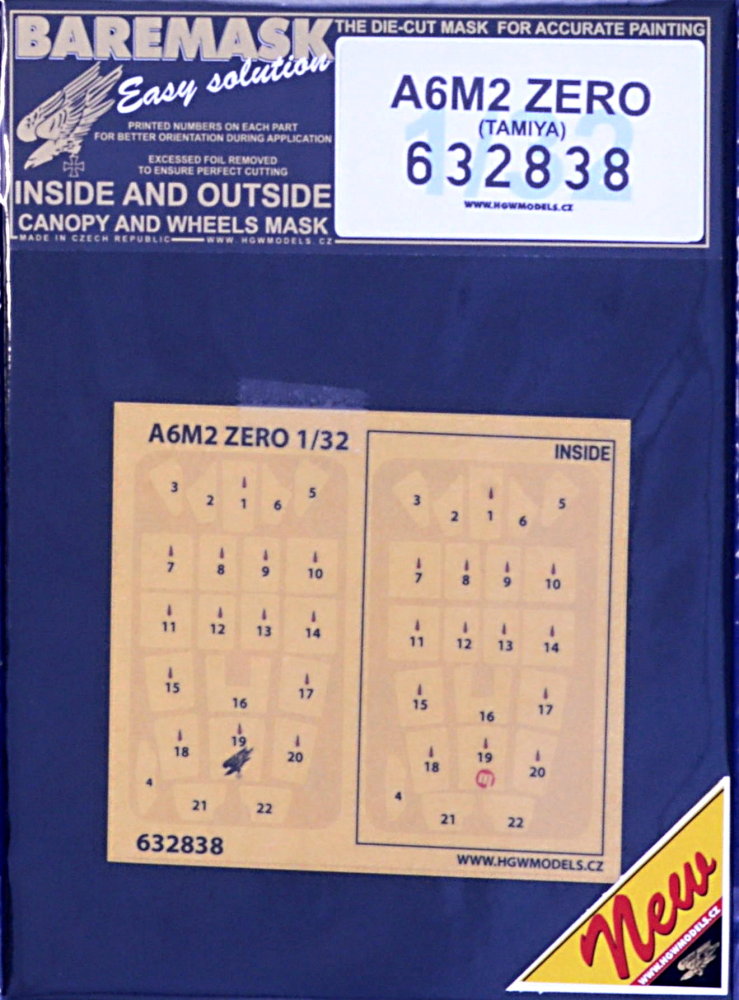 BAREMASK
Easy solution
THE DIE-CUT MASK FOR ACCURATE PAINTING
PRINTED NUMBERS ON EACH PART
FOR BETTER ORIENTATION DURING APPLICATION
EXCESSED FOIL REMOVED
TO ENSURE PERFECT CUTTING
INSIDE AND OUTSIDE
CANOPY AND WHEELS MASK
MADE IN CZECH REPUBLIC WWW.HGWMODELS.CZ
1/32
A6M2 ZERO
(TAMIYA)
632838
WWW.HGWMODELS.CZ
A6M2 ZERO 1/32
3 2 1 6 5
7 8 9 10
11 12 13 14
15 16 17
18 19 20
4 21 22
632838
INSIDE
3 2 1 6 5
7 8 9 10
11 12 13 14
15 16 17
18 19 20
4 21 22
WWW.HGWMODELS.CZ
New
WWW.HGWMODELS.CZ